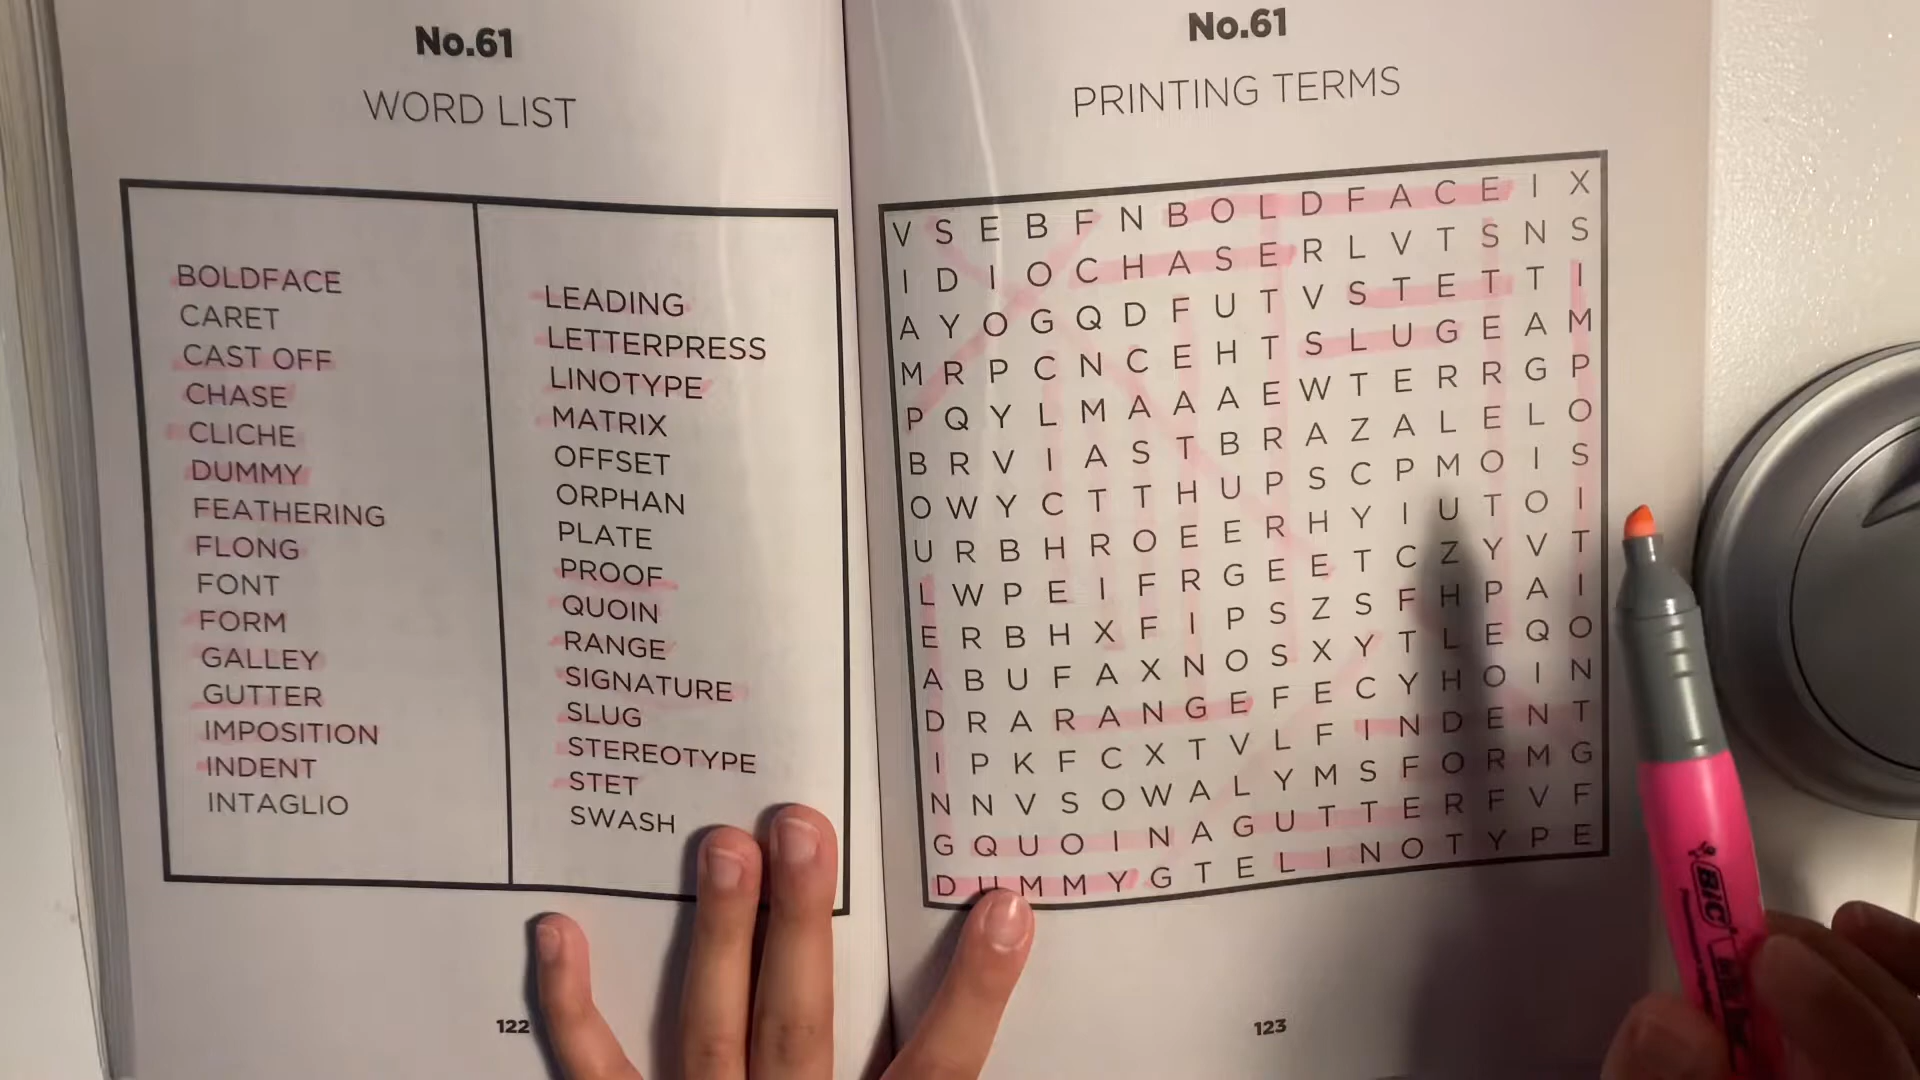 No.61
WORD LIST
BOLDFACE
CARET
CAST OFF
CHASE
CLICHE
DUMMY
FEATHERING
FLONG
FONT
FORM
GALLEY
GUTTER
IMPOSITION
INDENT
INTAGLIO
LEADING
LETTERPRESS
LINOTYPE
MATRIX
OFFSET
ORPHAN
PLATE
PROOF
QUOIN
RANGE
SIGNATURE
SLUG
STEREOTYPE
STET
SWASH
122
No.61
PRINTING TERMS
V S E B F N B O L D F A C E I X
I D I O C H A S E R L V T S N S
A Y O G Q D F U T V S T E T T I
M R P C N C E H T S L U G E A M
P Q Y L M A A A E W T E R R G P
B R V I A S T B R A Z A L E L O
O W Y C T T H U P S C P M O I S
U R B H R O E E R H Y I U T O I
L W P E I F R G E E T C Z Y V T
E R B H X F I P S Z S F H P A I
A B U F A X N O S X Y T L E Q O
D R A R A N G E F E C Y H O I N
I P K F C X T V L F I N D E N T
N N V S O W A L Y M S F O R M G
G Q U O I N A G U T T E R F V F
D U M M Y G T E L I N O T Y P E
123
BIC